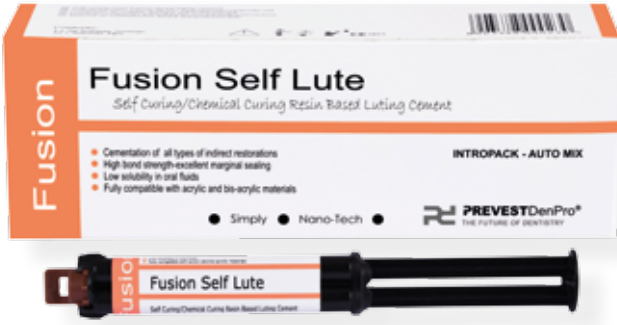 Fusion
Fusion Self Lute
Self Curing/Chemical Curing Resin Based Luting Cement
Cementation of all types of indirect restorations
High bond strength-excellent marginal sealing
Low solubility in oral fluids
Fully compatible with acrylic and bis-acrylic materials
INTROPACK - AUTO MIX
Simply Nano-Tech
PREVESTDenPro®
THE FUTURE OF DENTISTRY
Fusion
Fusion Self Lute
Self Curing/Chemical Curing Resin Based Luting Cement